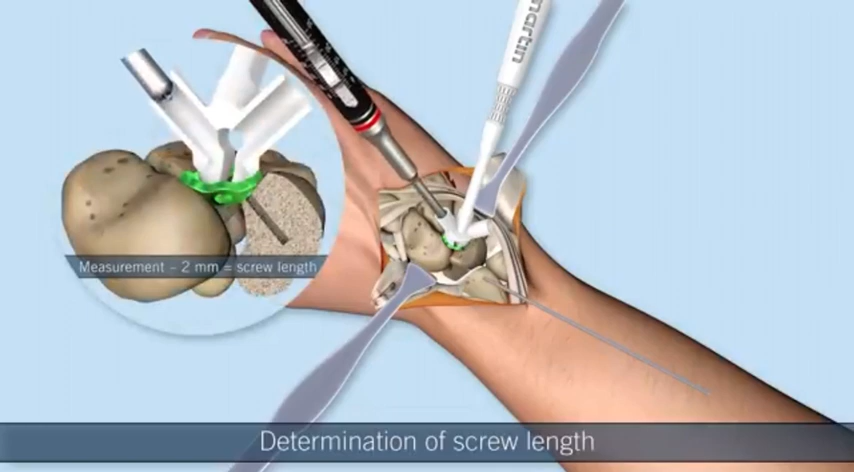 martin
Measurement – 2 mm = screw length
Determination of screw length